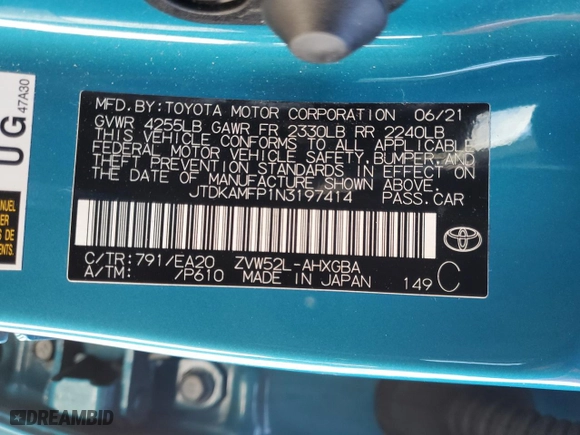 MFD.BY:TOYOTA MOTOR CORPORATION 06/21
GVWR 4255LB GAWR FR 2330LB RR 2240LB
THIS VEHICLE CONFORMS TO ALL APPLICABLE
FEDERAL MOTOR VEHICLE SAFETY,BUMPER,AND
THEFT PREVENTION STANDARDS IN EFFECT ON
THE DATE OF MANUFACTURE SHOWN ABOVE.
JTDKAMFP1N3197414 PASS.CAR
C/TR:791/EA20 ZVW52L-AHXGBA
A/TM: /P610 MADE IN JAPAN 149 C
TOYOTA
UG
47A30
DREAMBID